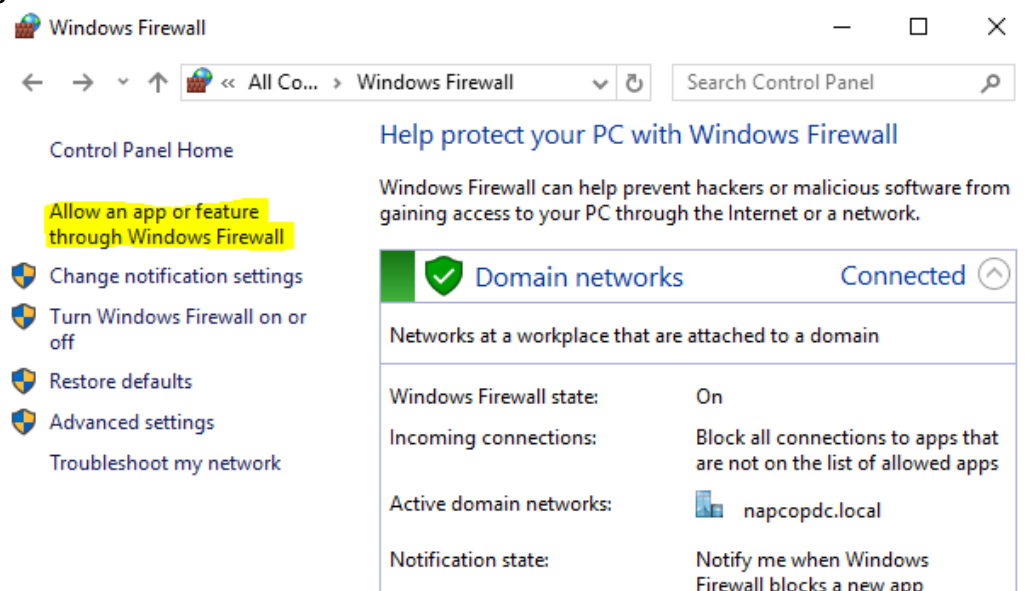 Windows Firewall
« All Co... › Windows Firewall
Search Control Panel
Control Panel Home
Allow an app or feature
through Windows Firewall
Change notification settings
Turn Windows Firewall on or
off
Restore defaults
Advanced settings
Troubleshoot my network
Help protect your PC with Windows Firewall
Windows Firewall can help prevent hackers or malicious software from
gaining access to your PC through the Internet or a network.
Domain networks Connected
Networks at a workplace that are attached to a domain
Windows Firewall state: On
Incoming connections: Block all connections to apps that
are not on the list of allowed apps
Active domain networks: napcopdc.local
Notification state: Notify me when Windows
Firewall blocks a new app